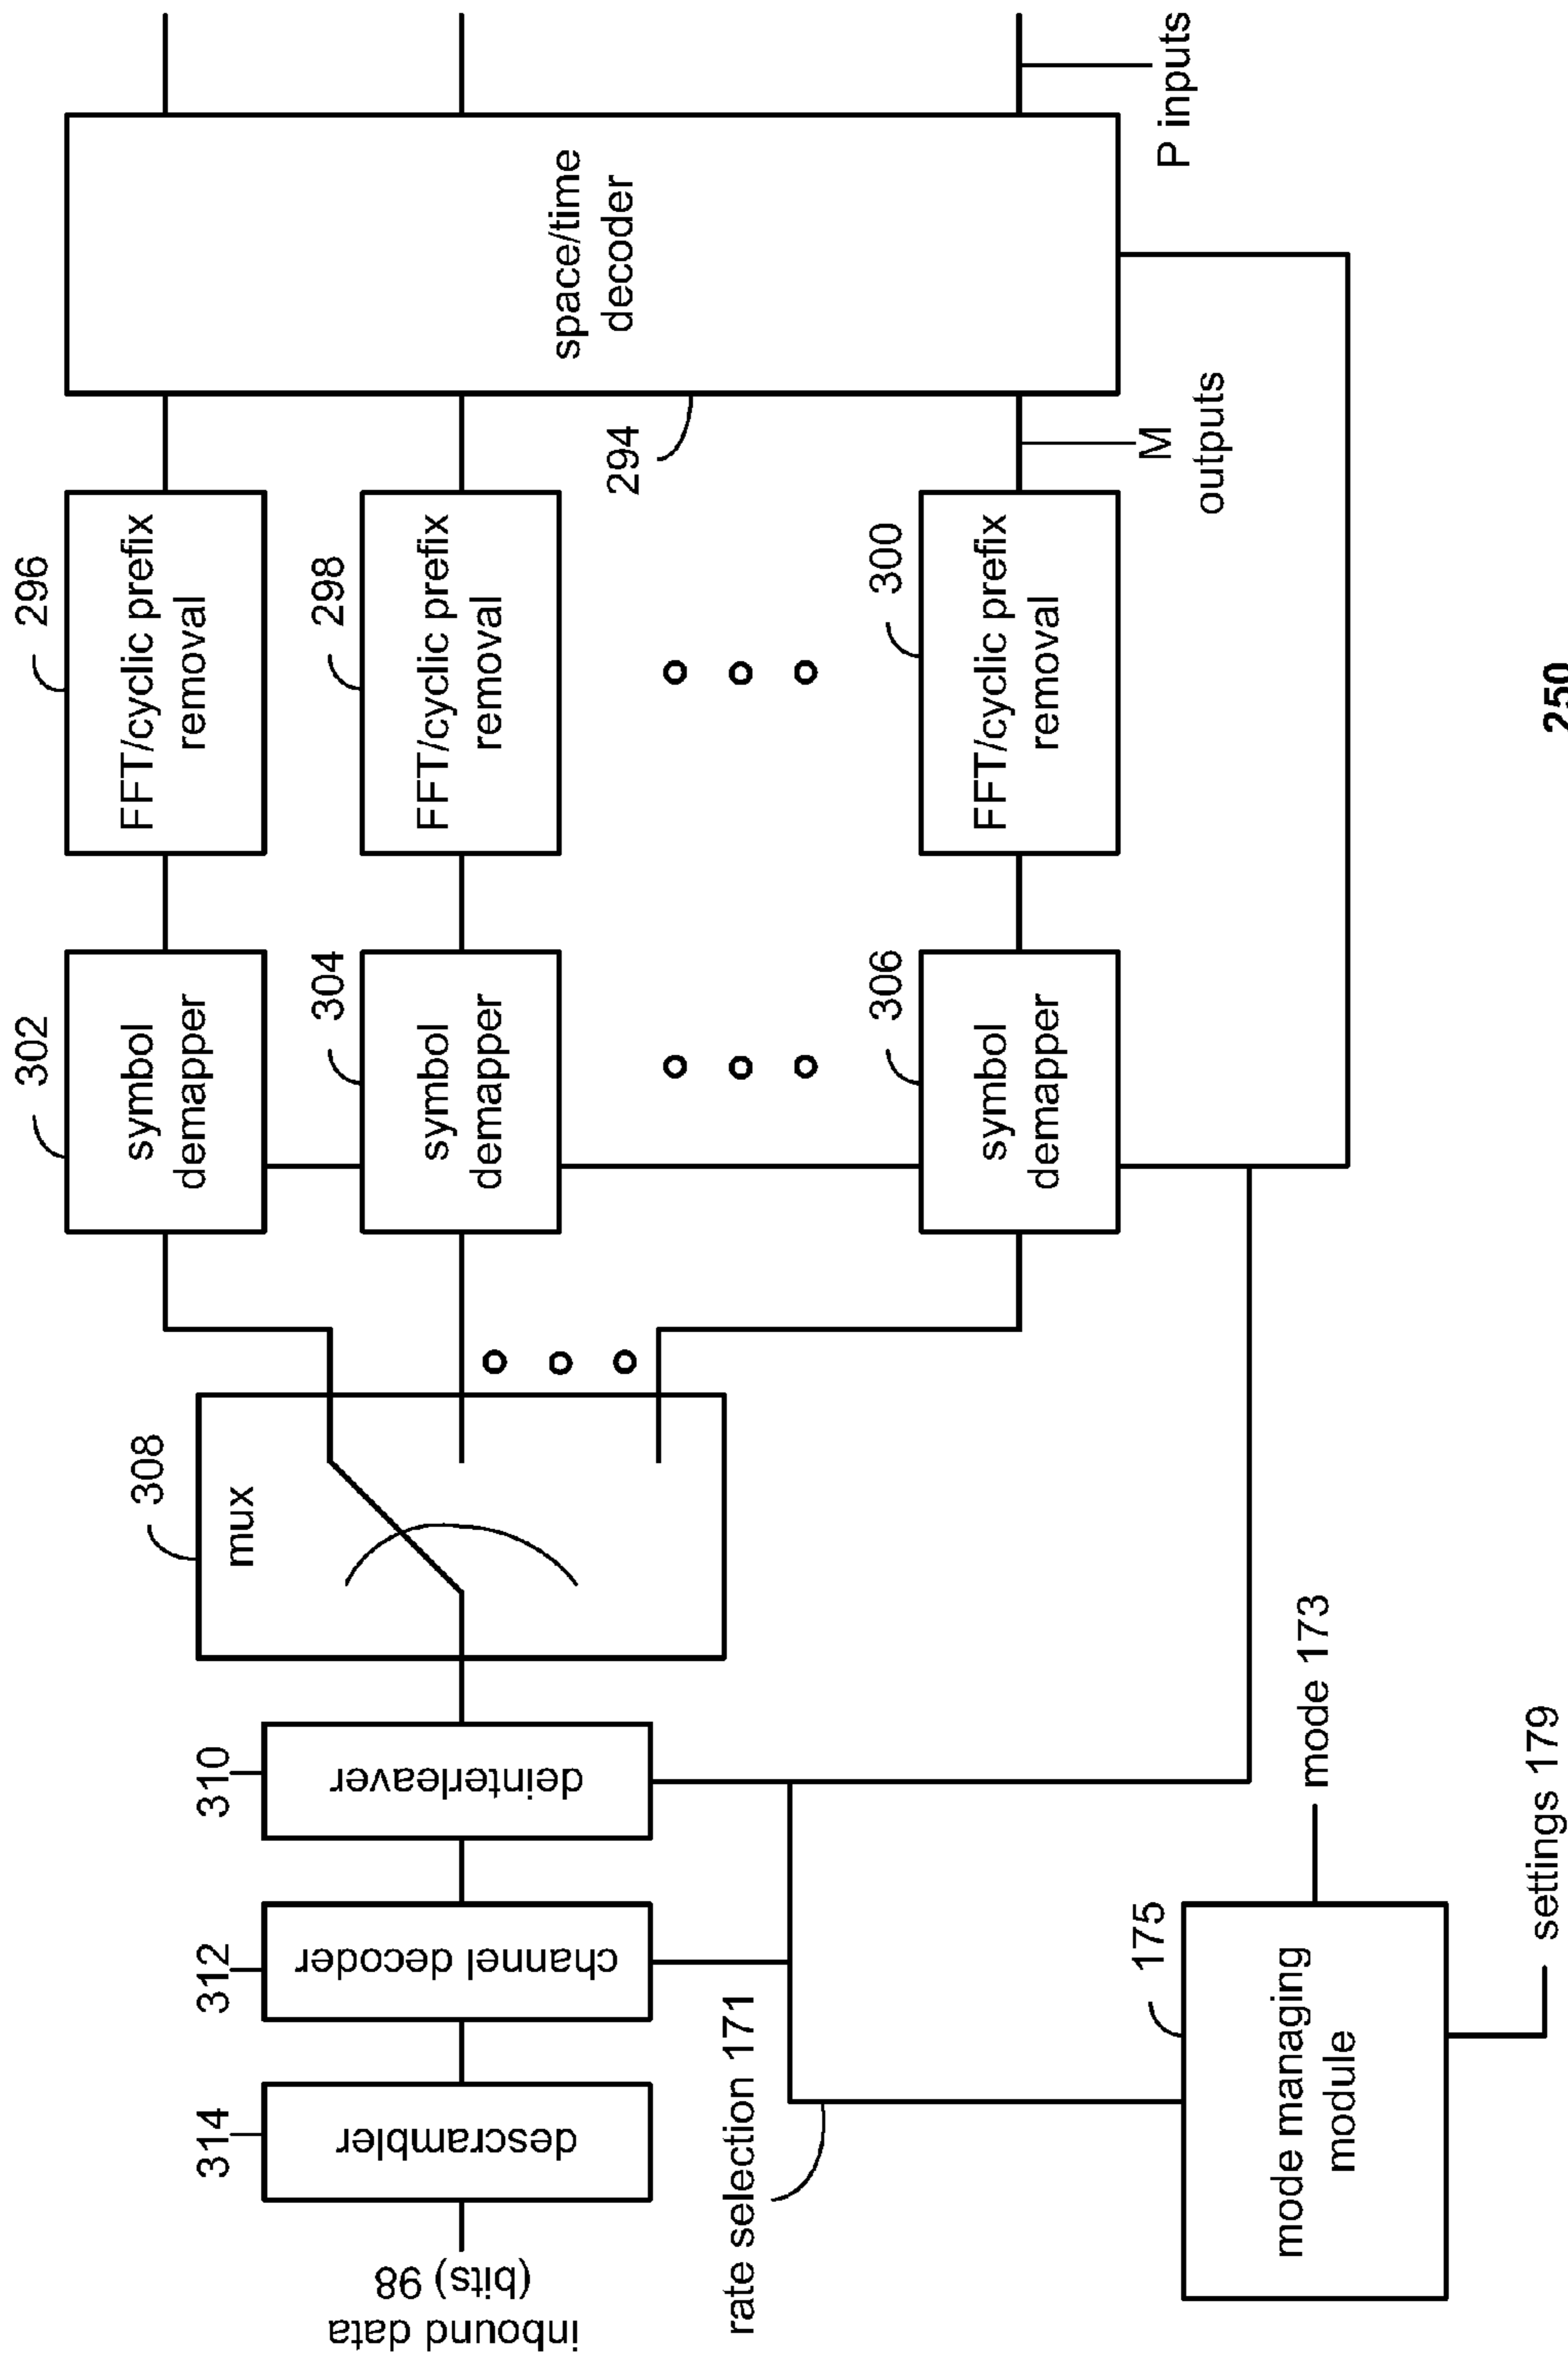 inbound data
(bits) 98
314
descrambler
312
channel decoder
310
deinterleaver
308
mux
302
symbol
demapper
304
symbol
demapper
306
symbol
demapper
296
FFT/cyclic prefix
removal
298
FFT/cyclic prefix
removal
300
FFT/cyclic prefix
removal
294
space/time
decoder
M
outputs
P inputs
rate selection 171
175
mode managing
module
mode 173
settings 179
250